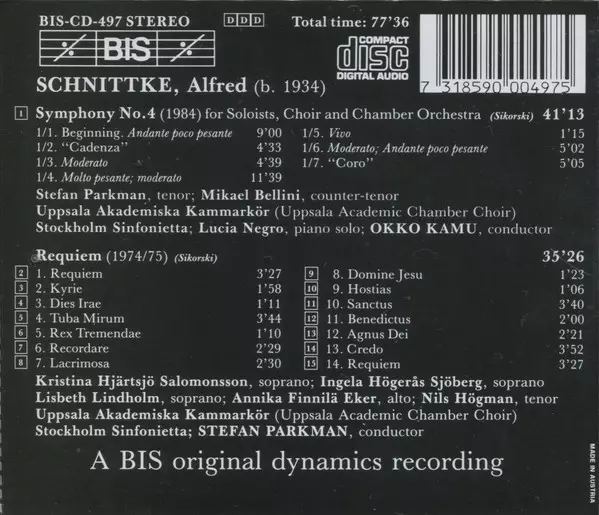 BIS-CD-497 STEREO DDD Total time: 77'36
BIS
COMPACT
disc
DIGITAL AUDIO
7 318590 004975
SCHNITTKE, Alfred (b. 1934)
1 Symphony No. 4 (1984) for Soloists, Choir and Chamber Orchestra (Sikorski) 41'13
1/1. Beginning. Andante poco pesante 9'00
1/2. “Cadenza” 4'33
1/3. Moderato 4'39
1/4. Molto pesante; moderato 11'39
1/5. Vivo 1'15
1/6. Moderato; Andante poco pesante 5'02
1/7. “Coro” 5'05
Stefan Parkman, tenor; Mikael Bellini, counter-tenor
Uppsala Akademiska Kammarkör (Uppsala Academic Chamber Choir)
Stockholm Sinfonietta; Lucia Negro, piano solo; OKKO KAMU, conductor
Requiem (1974/75) (Sikorski) 35'26
2 1. Requiem 3'27
3 2. Kyrie 1'58
4 3. Dies Irae 1'11
5 4. Tuba Mirum 3'44
6 5. Rex Tremendae 1'10
7 6. Recordare 2'29
8 7. Lacrimosa 2'30
9 8. Domine Jesu 1'23
10 9. Hostias 1'06
11 10. Sanctus 3'40
12 11. Benedictus 2'00
13 12. Agnus Dei 2'21
14 13. Credo 3'52
15 14. Requiem 3'27
Kristina Hjärtsjö Salomonsson, soprano; Ingela Högerås Sjöberg, soprano
Lisbeth Lindholm, soprano; Annika Finnilä Eker, alto; Nils Högman, tenor
Uppsala Akademiska Kammarkör (Uppsala Academic Chamber Choir)
Stockholm Sinfonietta; STEFAN PARKMAN, conductor
A BIS original dynamics recording
MADE IN AUSTRIA